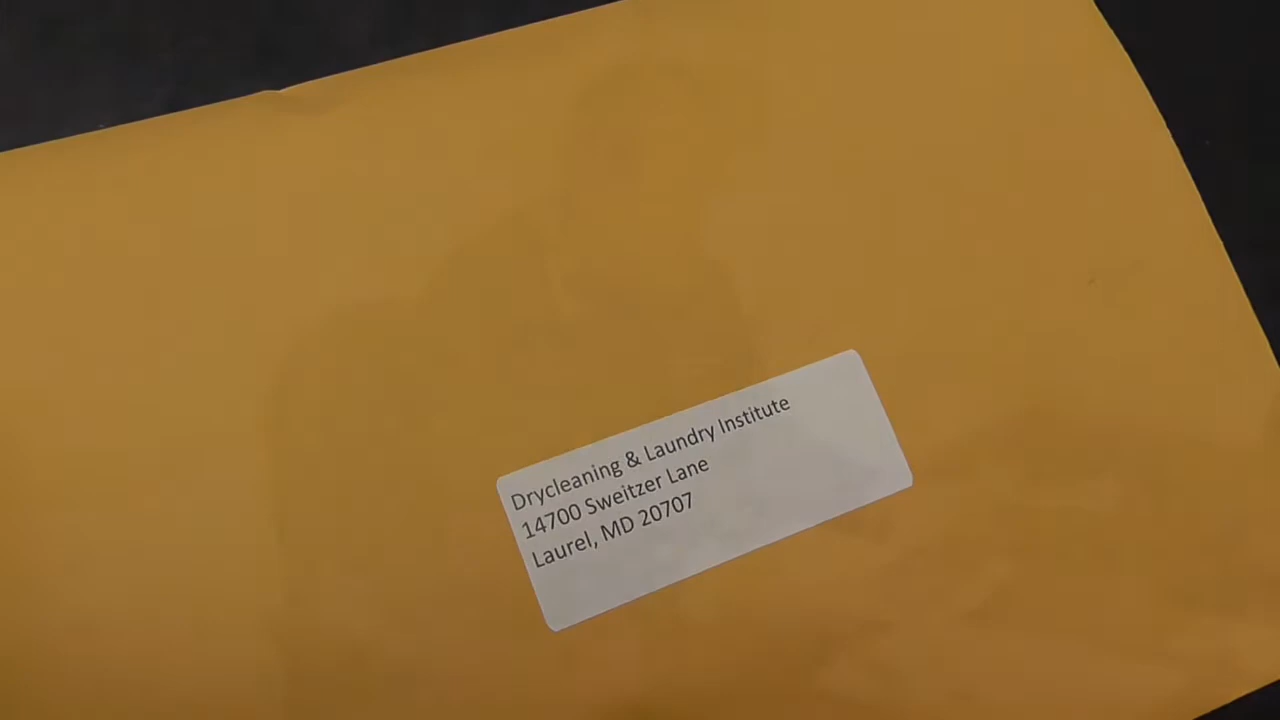 Drycleaning & Laundry Institute
14700 Sweitzer Lane
Laurel, MD 20707